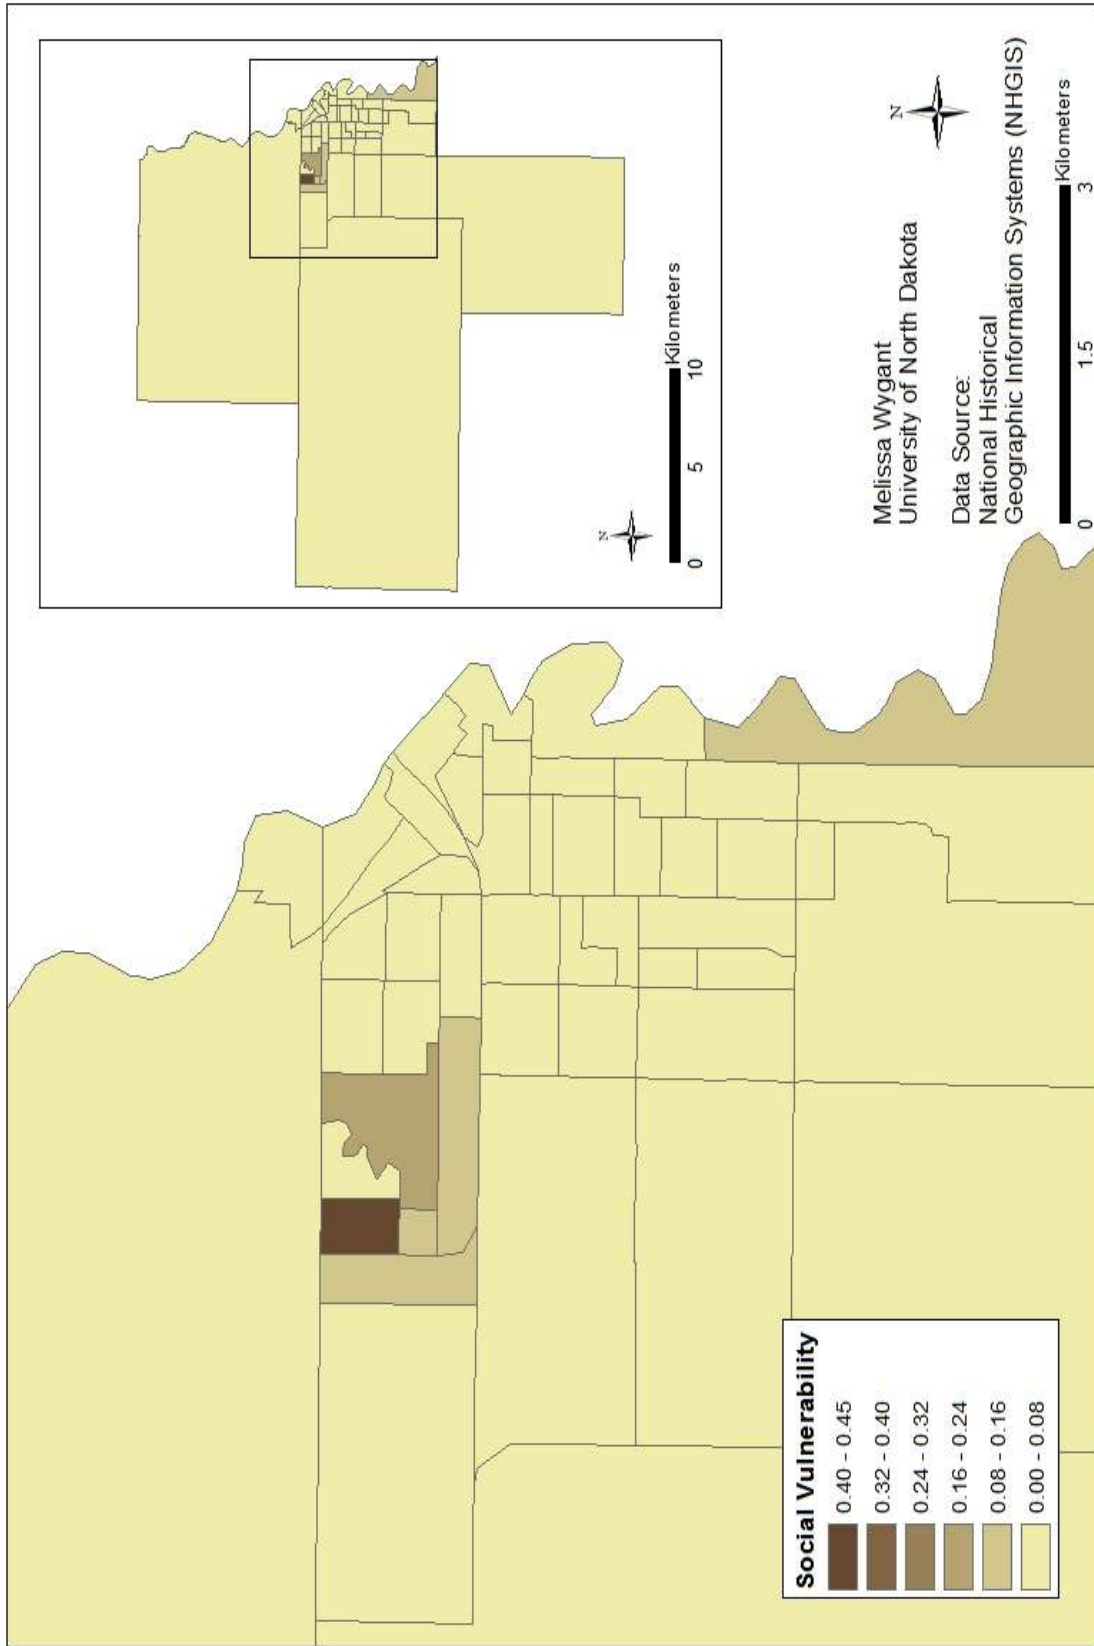 N
0 5 10 Kilometers
Melissa Wygant
University of North Dakota
Data Source:
National Historical
Geographic Information Systems (NHGIS)
N
0 1.5 3 Kilometers
Social Vulnerability
0.40 - 0.45
0.32 - 0.40
0.24 - 0.32
0.16 - 0.24
0.08 - 0.16
0.00 - 0.08